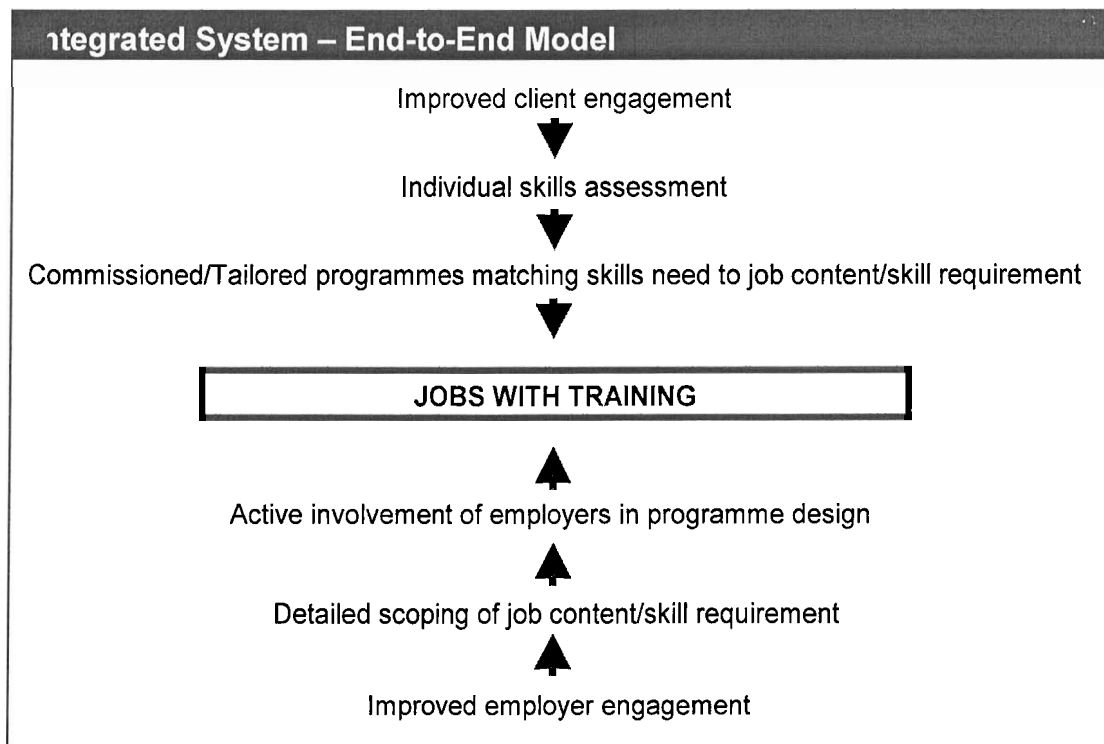 ntegrated System – End-to-End Model
Improved client engagement
Individual skills assessment
Commissioned/Tailored programmes matching skills need to job content/skill requirement
JOBS WITH TRAINING
Active involvement of employers in programme design
Detailed scoping of job content/skill requirement
Improved employer engagement